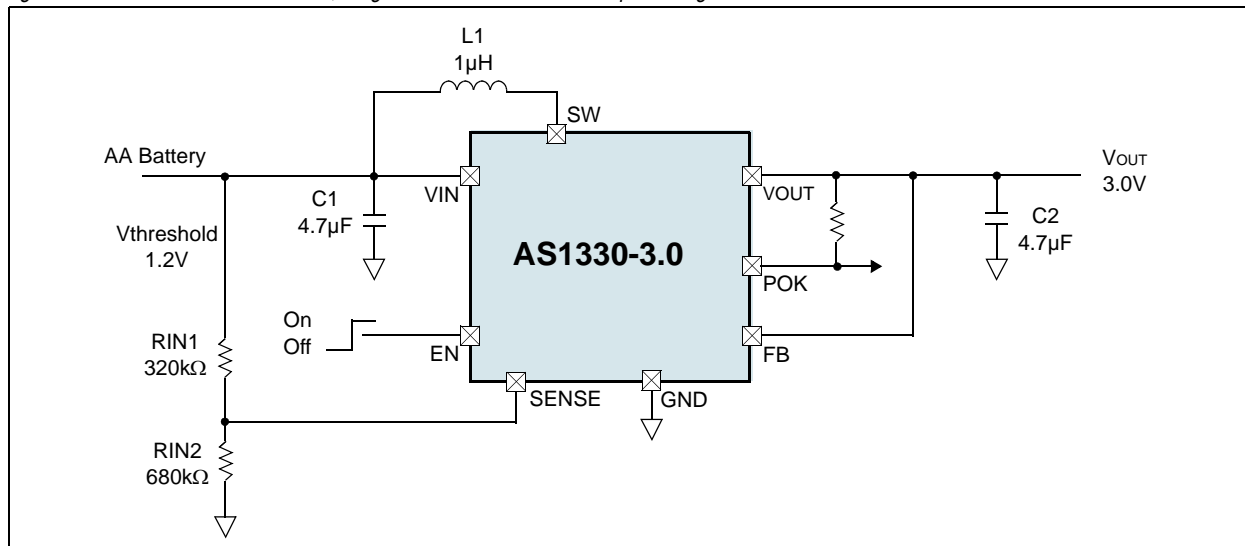 L1
1µH
SW
AA Battery
VIN
C1
4.7µF
Vthreshold
1.2V
AS1330-3.0
VOUT
POK
FB
VOUT
3.0V
C2
4.7µF
On
Off
EN
SENSE
GND
RIN1
320kΩ
RIN2
680kΩ